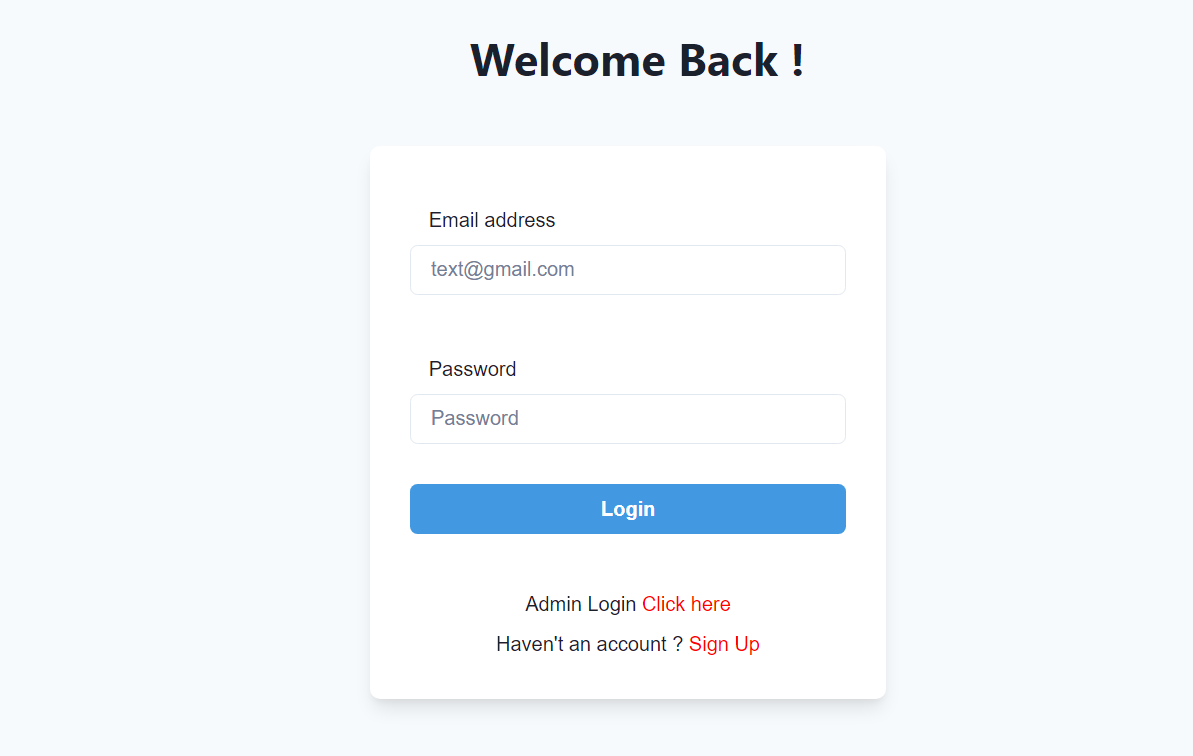 Welcome Back !
Email address
text@gmail.com
Password
Password
Login
Admin Login Click here
Haven't an account ? Sign Up